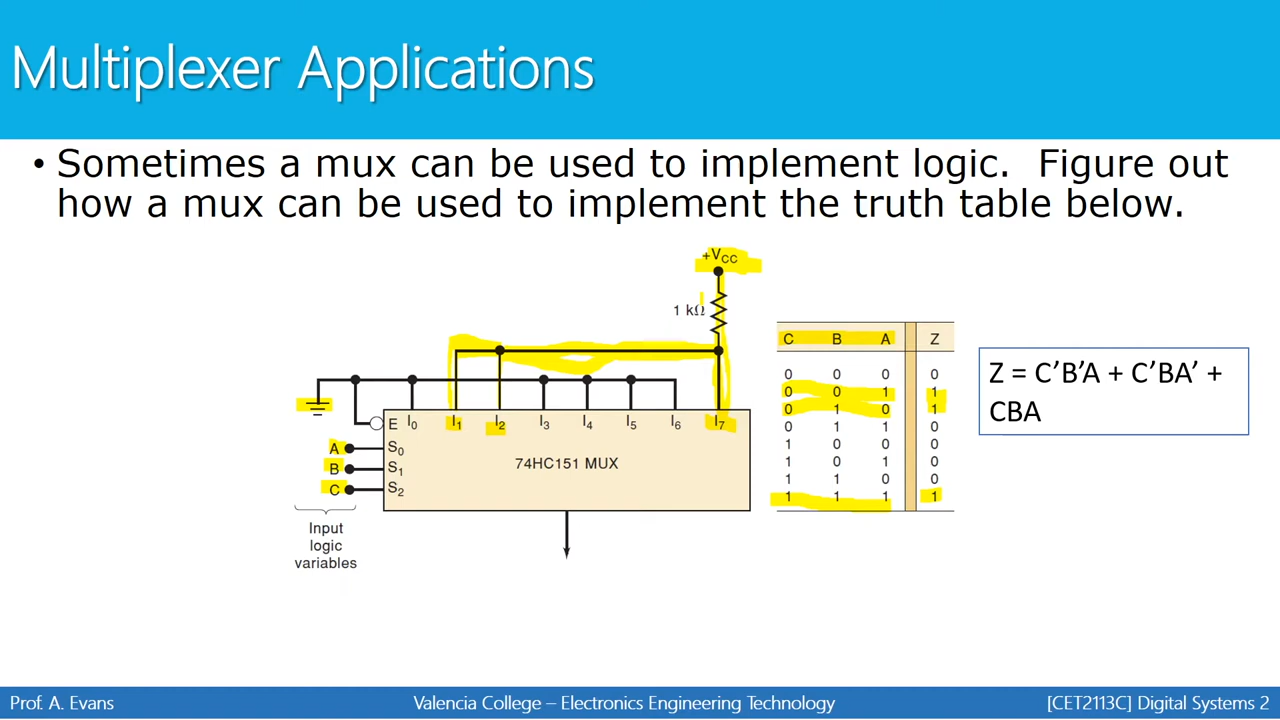 Multiplexer Applications
• Sometimes a mux can be used to implement logic.  Figure out
how a mux can be used to implement the truth table below.
+VCC
1 kΩ
C B A Z
0 0 0 0
0 0 1 1
0 1 0 1
0 1 1 0
1 0 0 0
1 0 1 0
1 1 0 0
1 1 1 1
Z = C’B’A + C’BA’ +
CBA
E I0 I1 I2 I3 I4 I5 I6 I7
A S0
B S1
C S2
74HC151 MUX
Input
logic
variables
Prof. A. Evans
Valencia College – Electronics Engineering Technology
[CET2113C] Digital Systems 2